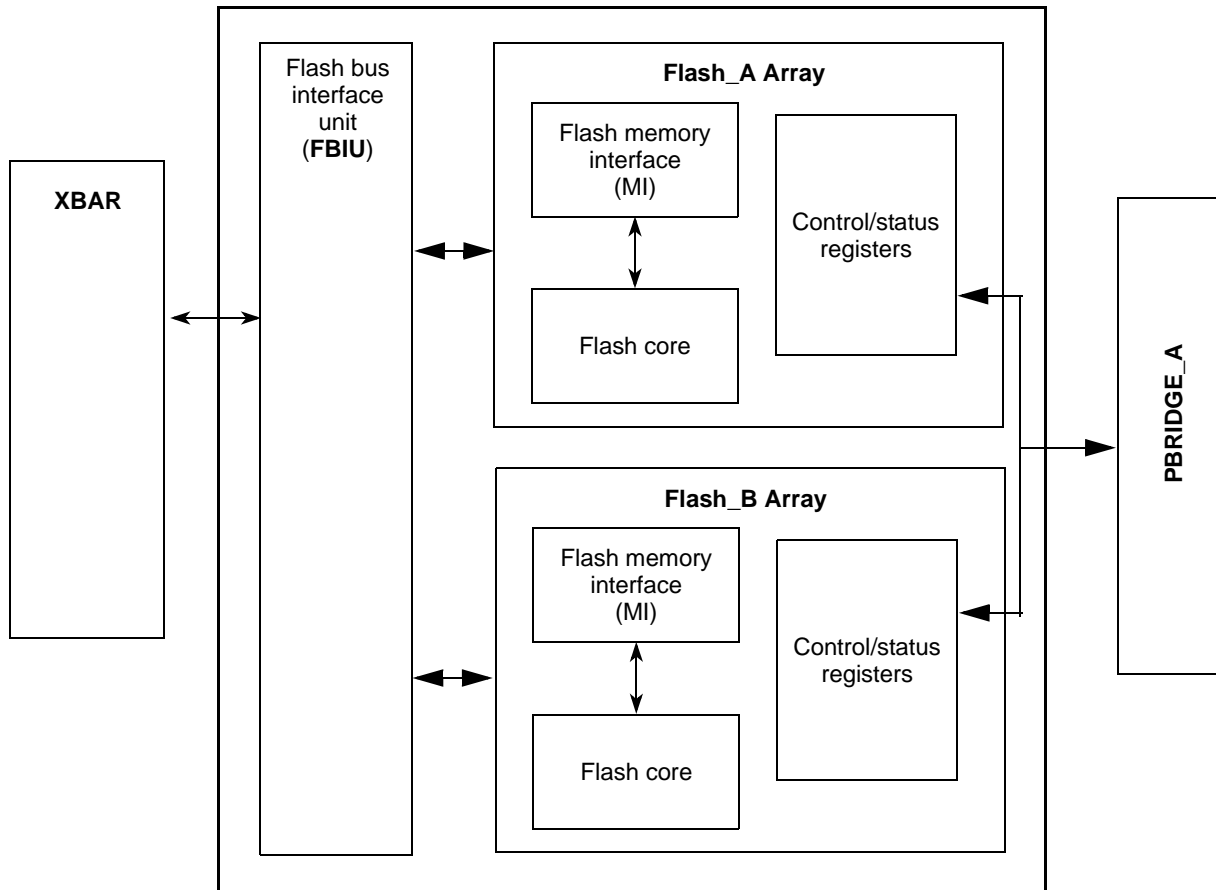 XBAR
Flash bus
interface
unit
(FBIU)
Flash_A Array
Flash memory
interface
(MI)
Flash core
Control/status
registers
Flash_B Array
Flash memory
interface
(MI)
Flash core
Control/status
registers
PBRIDGE_A